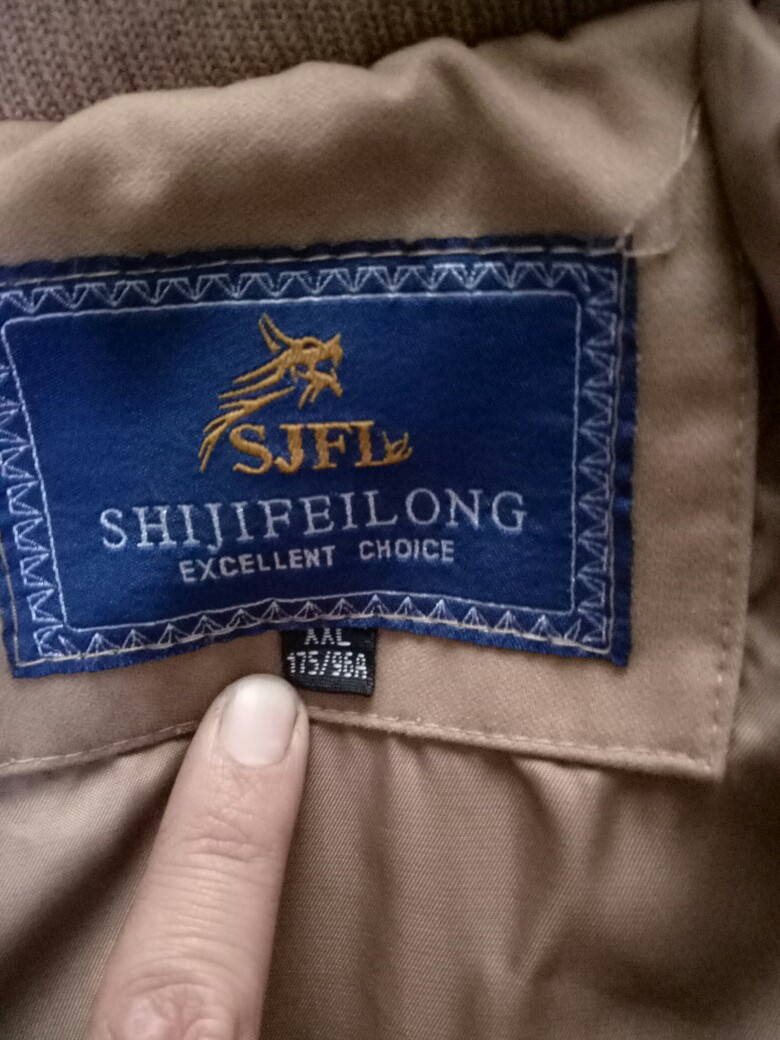 SJFL
SHIJIFEILONG
EXCELLENT CHOICE
XXL
175/96A